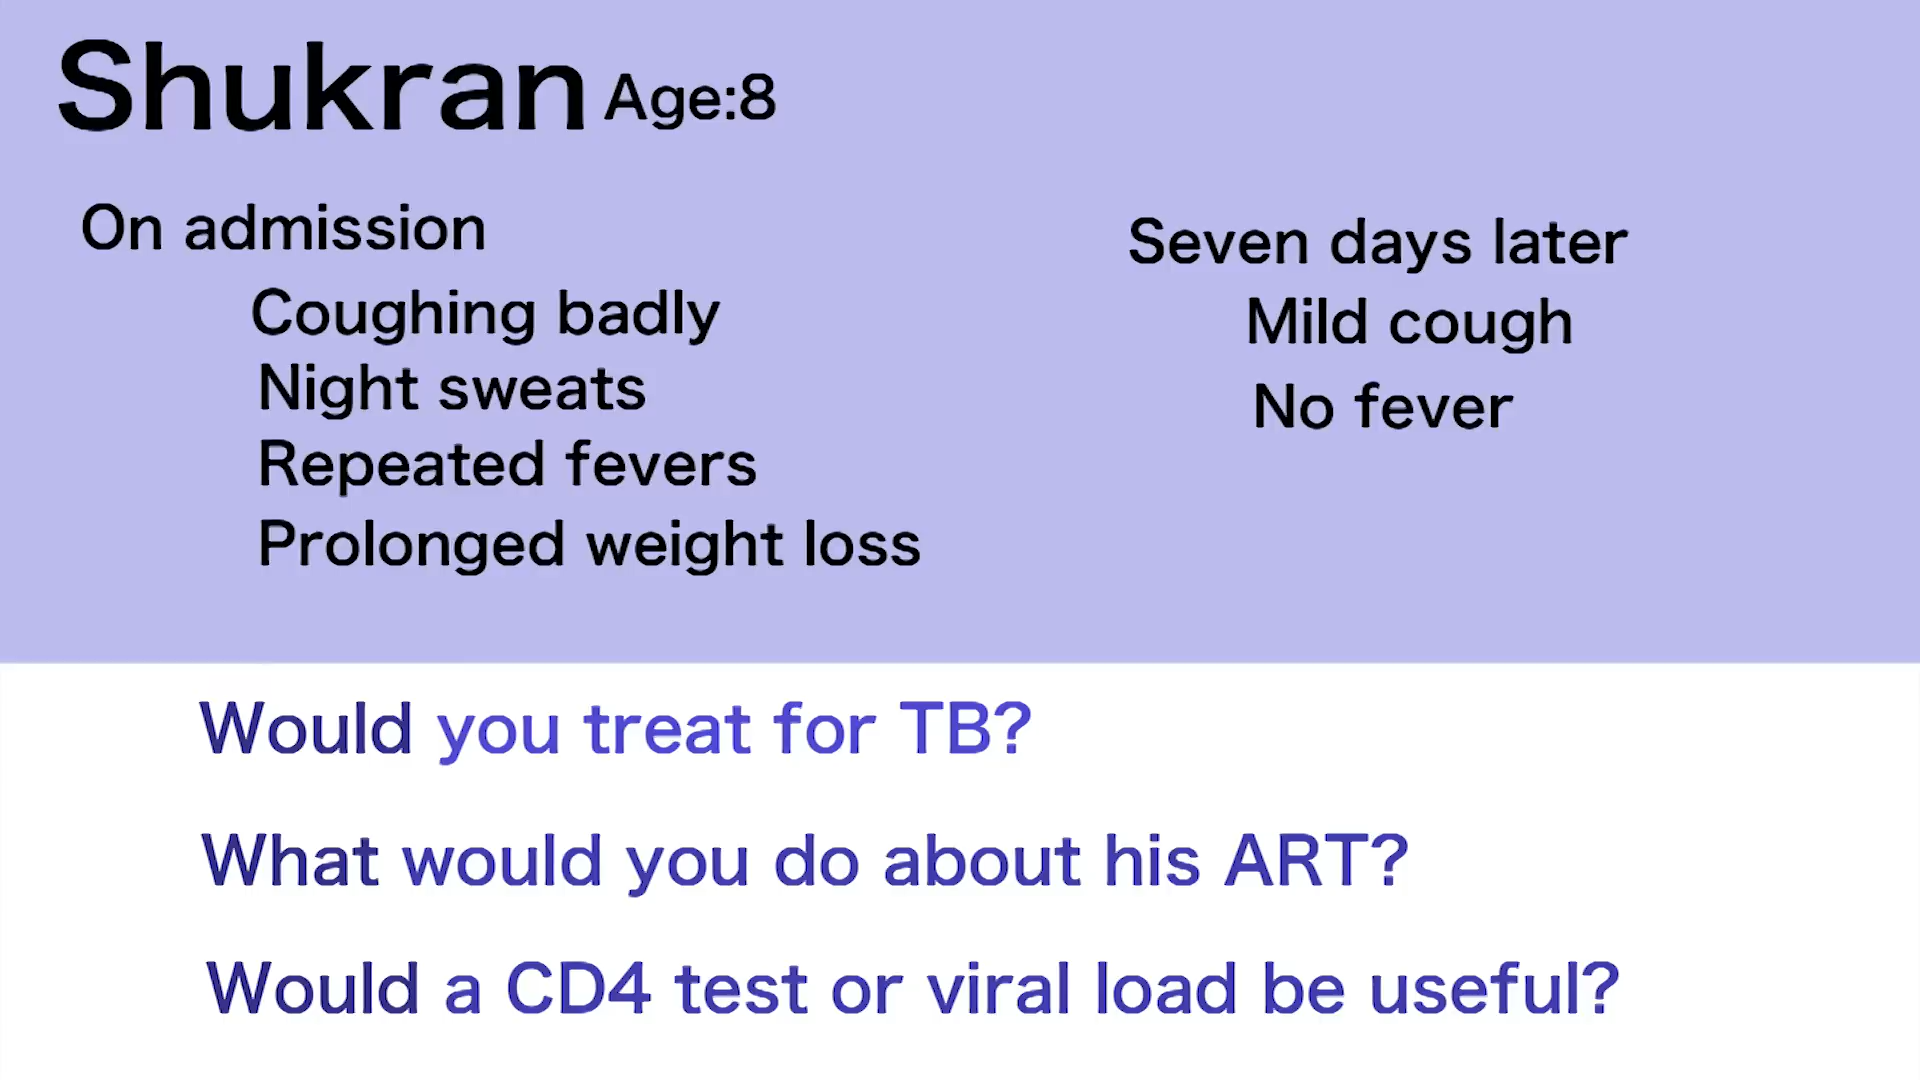 Shukran Age:8
On admission
Coughing badly
Night sweats
Repeated fevers
Prolonged weight loss
Seven days later
Mild cough
No fever
Would you treat for TB?
What would you do about his ART?
Would a CD4 test or viral load be useful?